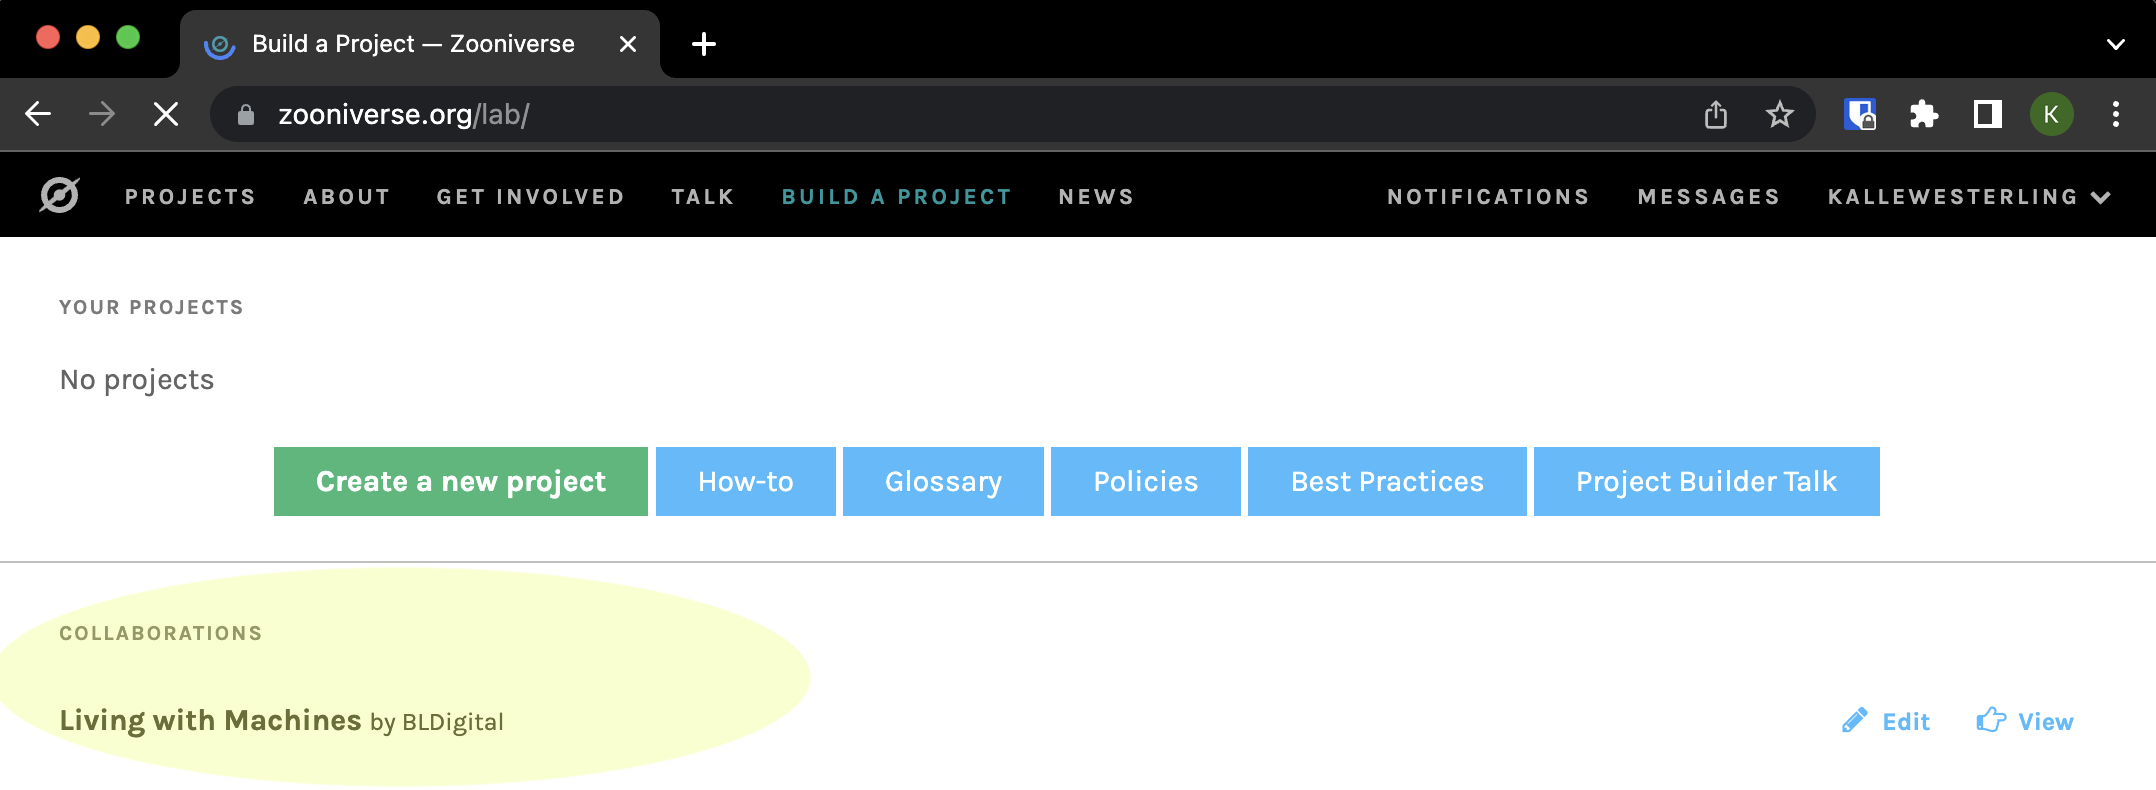 Build a Project — Zooniverse
zooniverse.org/lab/
K
PROJECTS ABOUT GET INVOLVED TALK BUILD A PROJECT NEWS NOTIFICATIONS MESSAGES KALLEWESTERLING
YOUR PROJECTS
No projects
Create a new project How-to Glossary Policies Best Practices Project Builder Talk
COLLABORATIONS
Living with Machines by BLDigital Edit View